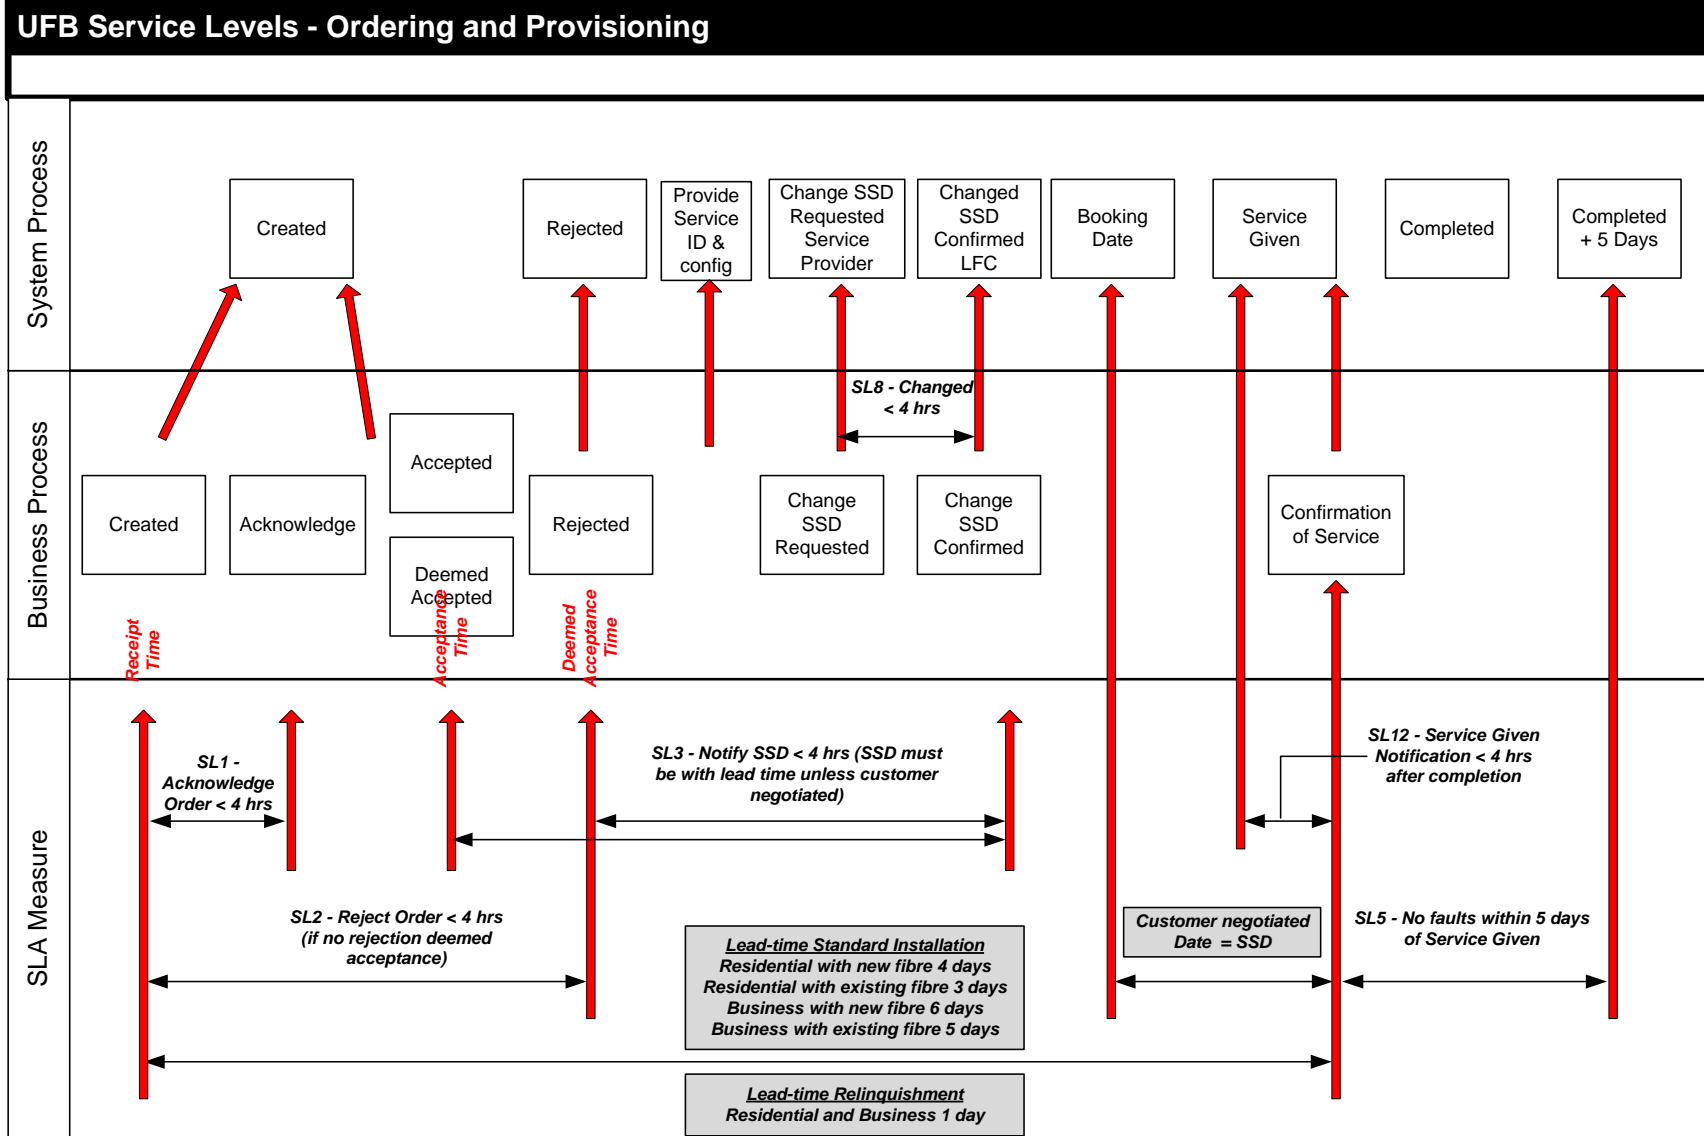 UFB Service Levels - Ordering and Provisioning
System Process
Created
Rejected
Provide
Service
ID &
config
Change SSD
Requested
Service
Provider
Changed
SSD
Confirmed
LFC
Booking
Date
Service
Given
Completed
Completed
+ 5 Days
Business Process
SL8 - Changed
< 4 hrs
Created
Acknowledge
Accepted
Deemed
Accepted
Rejected
Change
SSD
Requested
Change
SSD
Confirmed
Confirmation
of Service
Receipt
Time
Acceptance
Time
Deemed
Acceptance
Time
SLA Measure
SL1 -
Acknowledge
Order < 4 hrs
SL3 - Notify SSD < 4 hrs (SSD must
be with lead time unless customer
negotiated)
SL12 - Service Given
Notification < 4 hrs
after completion
SL2 - Reject Order < 4 hrs
(if no rejection deemed
acceptance)
Lead-time Standard Installation
Residential with new fibre 4 days
Residential with existing fibre 3 days
Business with new fibre 6 days
Business with existing fibre 5 days
Customer negotiated
Date = SSD
SL5 - No faults within 5 days
of Service Given
Lead-time Relinquishment
Residential and Business 1 day